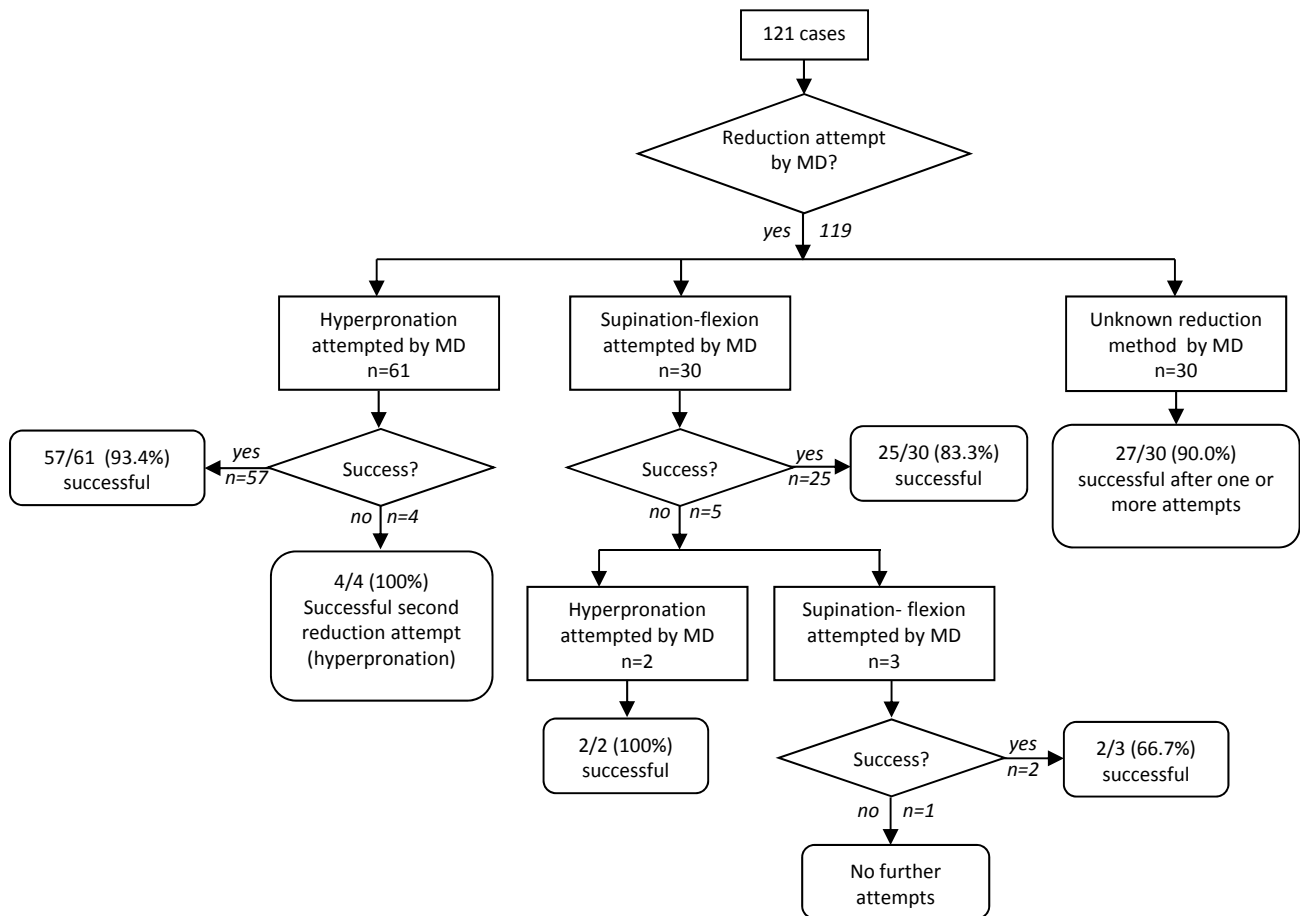 121 cases
Reduction attempt
by MD?
yes 119
Hyperpronation
attempted by MD
n=61
Supination-flexion
attempted by MD
n=30
Unknown reduction
method by MD
n=30
57/61 (93.4%)
successful
yes
n=57
Success?
no n=4
4/4 (100%)
Successful second
reduction attempt
(hyperpronation)
Success?
yes
n=25
25/30 (83.3%)
successful
no n=5
27/30 (90.0%)
successful after one or
more attempts
Hyperpronation
attempted by MD
n=2
Supination- flexion
attempted by MD
n=3
2/2 (100%)
successful
Success?
yes
n=2
2/3 (66.7%)
successful
no n=1
No further
attempts